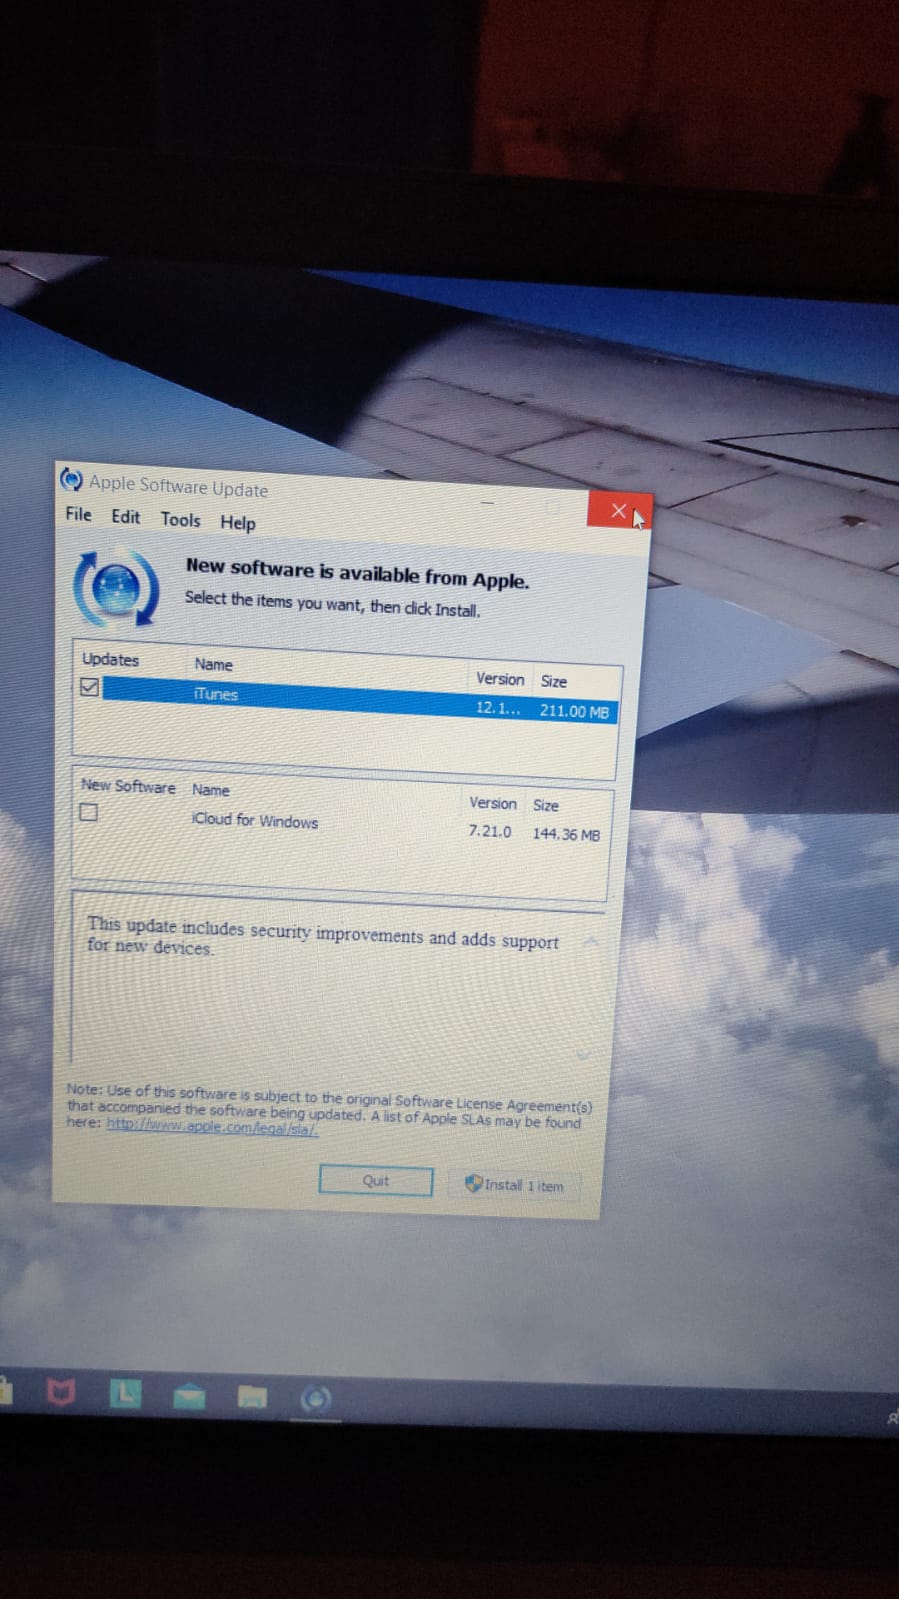 Apple Software Update
File Edit Tools Help
New software is available from Apple.
Select the items you want, then click Install.
Updates Name Version Size
iTunes 12.1... 211.00 MB
New Software Name Version Size
iCloud for Windows 7.21.0 144.36 MB
This update includes security improvements and adds support
for new devices.
Note: Use of this software is subject to the original Software License Agreement(s)
that accompanied the software being updated. A list of Apple SLAs may be found
here: http://www.apple.com/legal/sla/.
Quit Install 1 item
L